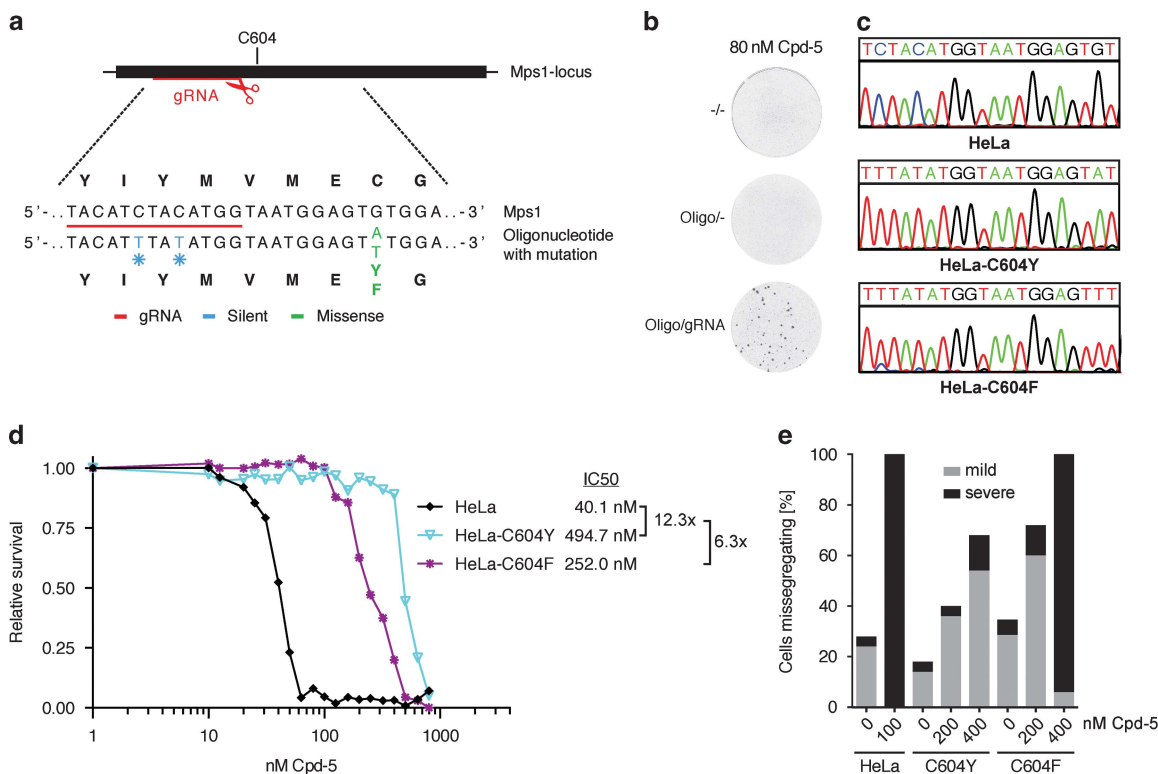 a
C604
Mps1-locus
gRNA
Y I Y M V M E C G
5'-..TACATCTACATGGTAATGGAGTGTGGA..-3' Mps1
5'-..TACATTTATATGGTAATGGAGT A TGGA..-3' Oligonucleotide
T with mutation
* *
Y I Y M V M E Y G
F
gRNA Silent Missense
b
80 nM Cpd-5
-/-
Oligo/-
Oligo/gRNA
c
TCTACATGGTAATGGAGTGT
HeLa
TTTATATGGTAATGGAGTAT
HeLa-C604Y
TTTATATGGTAATGGAGTTT
HeLa-C604F
d
Relative survival
1.00
0.75
0.50
0.25
0.00
1 10 100 1000
nM Cpd-5
IC50
HeLa 40.1 nM
HeLa-C604Y 494.7 nM
HeLa-C604F 252.0 nM
12.3x
6.3x
e
Cells missegregating [%]
100
80
60
40
20
0
mild
severe
0 100 0 200 400 0 200 400 nM Cpd-5
HeLa C604Y C604F